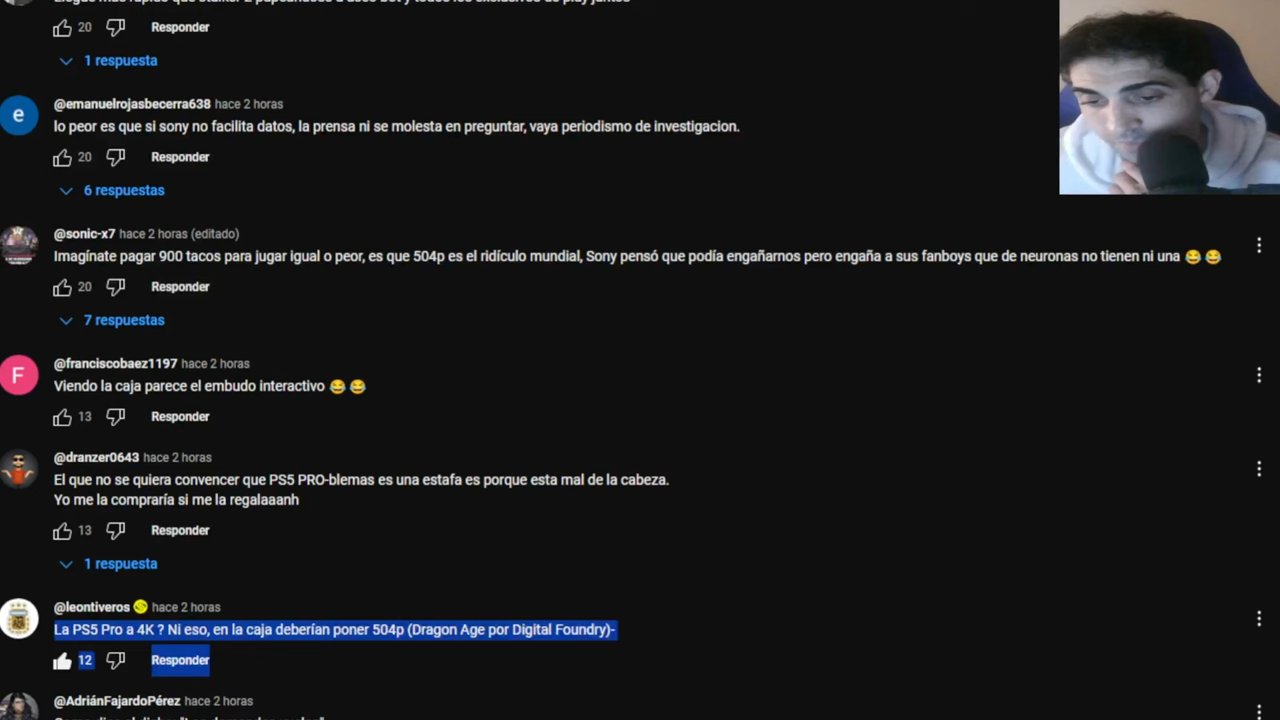 20 Responder
1 respuesta
e @emanuelrojasbecerra638 hace 2 horas
lo peor es que si sony no facilita datos, la prensa ni se molesta en preguntar, vaya periodismo de investigacion.
20 Responder
6 respuestas
@sonic-x7 hace 2 horas (editado)
Imagínate pagar 900 tacos para jugar igual o peor, es que 504p es el ridículo mundial, Sony pensó que podía engañarnos pero engaña a sus fanboys que de neuronas no tienen ni una 😂 😂
20 Responder
7 respuestas
F @franciscobaez1197 hace 2 horas
Viendo la caja parece el embudo interactivo 😂 😂
13 Responder
@dranzer0643 hace 2 horas
El que no se quiera convencer que PS5 PRO-blemas es una estafa es porque esta mal de la cabeza.
Yo me la compraría si me la regalaaanh
13 Responder
1 respuesta
@leontiveros hace 2 horas
La PS5 Pro a 4K ? Ni eso, en la caja deberían poner 504p (Dragon Age por Digital Foundry)-
12 Responder
@AdriánFajardoPérez hace 2 horas